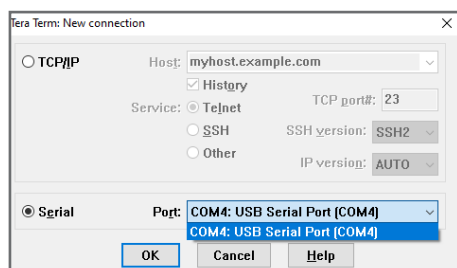 Tera Term: New connection
TCP/IP
Host: myhost.example.com
History
Service: Telnet TCP port#: 23
SSH SSH version: SSH2
Other
IP version: AUTO
Serial Port: COM4: USB Serial Port (COM4)
COM4: USB Serial Port (COM4)
OK Cancel Help